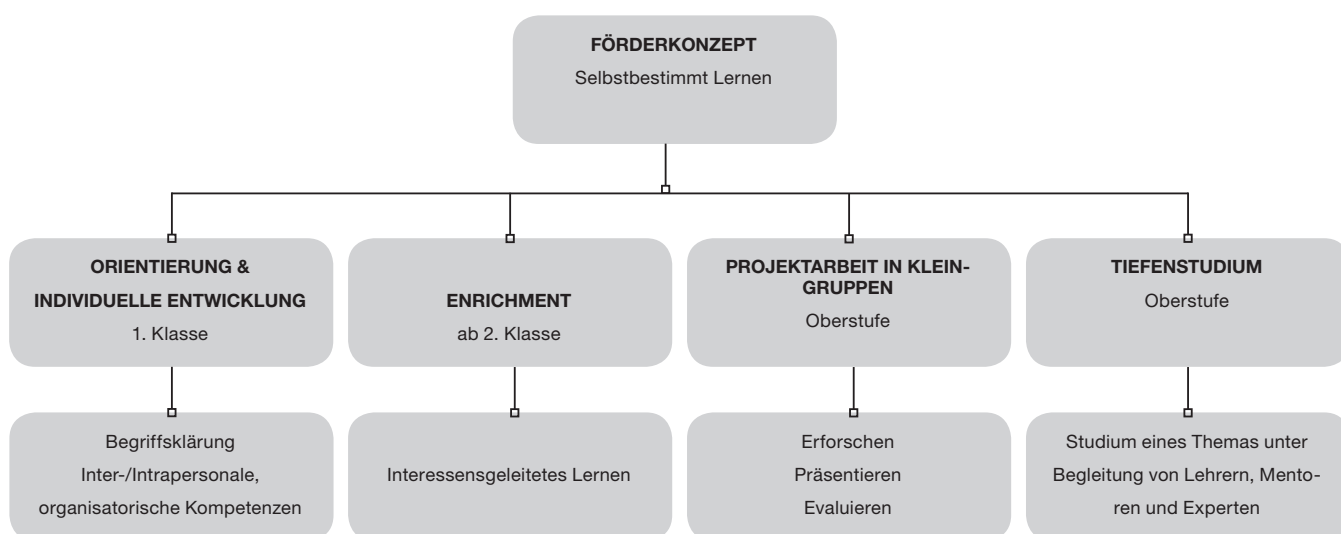 FÖRDERKONZEPT
Selbstbestimmt Lernen
ORIENTIERUNG &
INDIVIDUELLE ENTWICKLUNG
1. Klasse
ENRICHMENT
ab 2. Klasse
PROJEKTARBEIT IN KLEIN-
GRUPPEN
Oberstufe
TIEFENSTUDIUM
Oberstufe
Begriffsklärung
Inter-/Intrapersonale,
organisatorische Kompetenzen
Interessensgeleitetes Lernen
Erforschen
Präsentieren
Evaluieren
Studium eines Themas unter
Begleitung von Lehrern, Mento-
ren und Experten